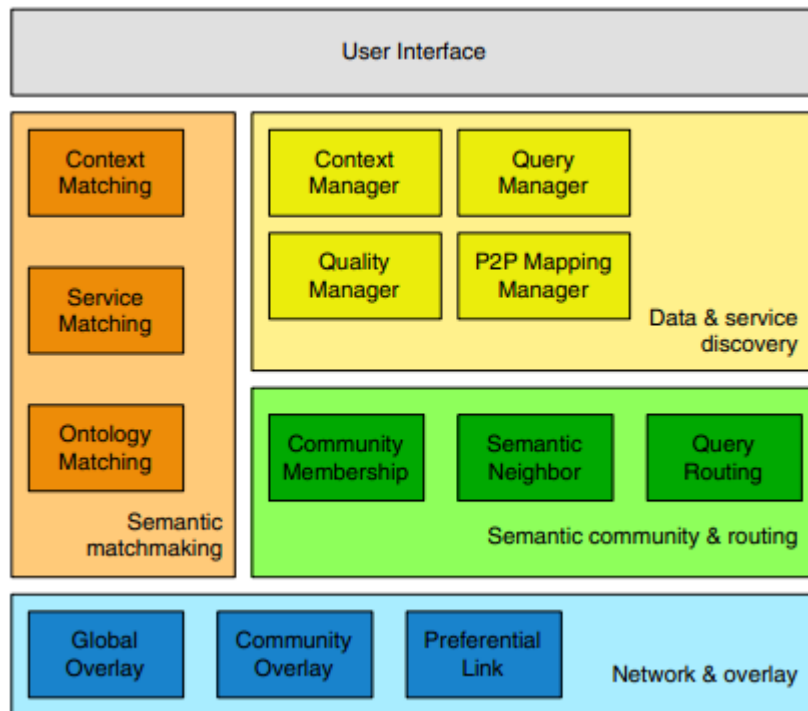 User Interface
Context
Matching
Service
Matching
Ontology
Matching
Semantic
matchmaking
Context
Manager
Query
Manager
Quality
Manager
P2P Mapping
Manager
Data & service
discovery
Community
Membership
Semantic
Neighbor
Query
Routing
Semantic community & routing
Global
Overlay
Community
Overlay
Preferential
Link
Network & overlay